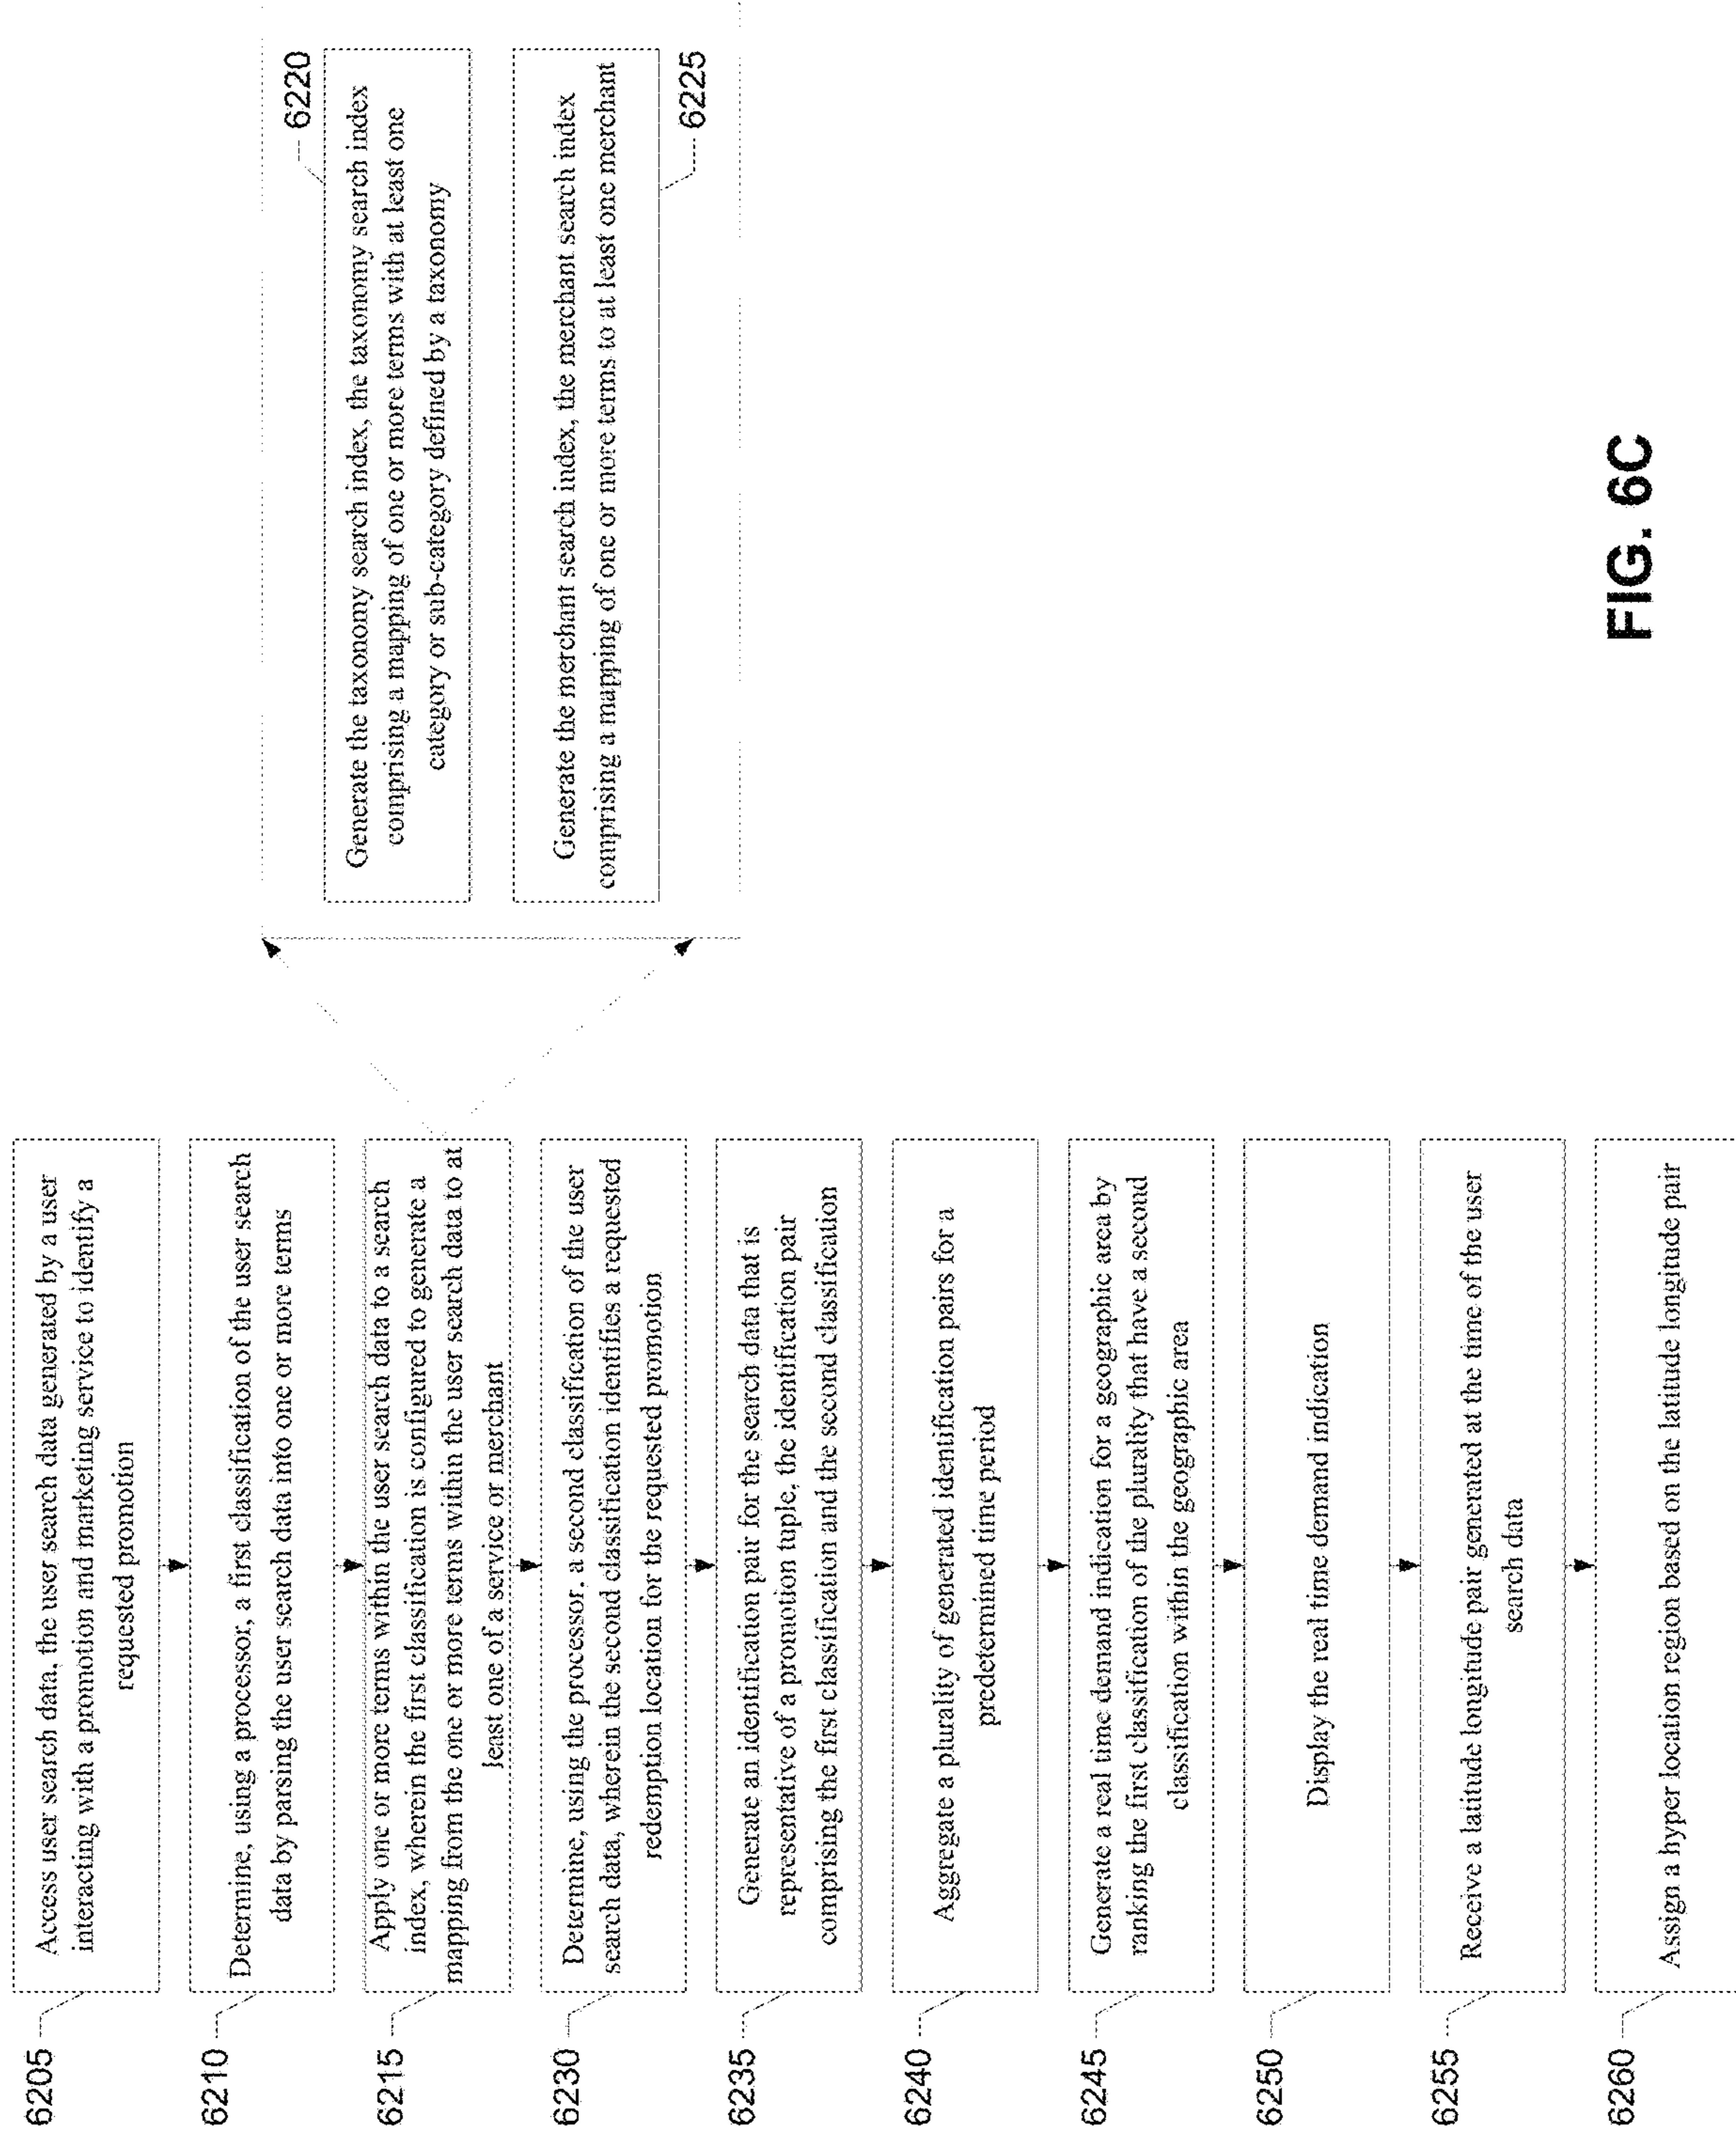 6205
Access user search data, the user search data generated by a user
interacting with a promotion and marketing service to identify a
requested promotion
6210
Determine, using a processor, a first classification of the user search
data by parsing the user search data into one or more terms
6215
Apply one or more terms within the user search data to a search
index, wherein the first classification is configured to generate a
mapping from the one or more terms within the user search data to at
least one of a service or merchant
6220
Generate the taxonomy search index, the taxonomy search index
comprising a mapping of one or more terms with at least one
category or sub-category defined by a taxonomy
Generate the merchant search index, the merchant search index
comprising a mapping of one or more terms to at least one merchant
6225
6230
Determine, using the processor, a second classification of the user
search data, wherein the second classification identifies a requested
redemption location for the requested promotion
6235
Generate an identification pair for the search data that is
representative of a promotion tuple, the identification pair
comprising the first classification and the second classification
6240
Aggregate a plurality of generated identification pairs for a
predetermined time period
6245
Generate a real time demand indication for a geographic area by
ranking the first classification of the plurality that have a second
classification within the geographic area
6250
Display the real time demand indication
6255
Receive a latitude longitude pair generated at the time of the user
search data
6260
Assign a hyper location region based on the latitude longitude pair
FIG. 6C